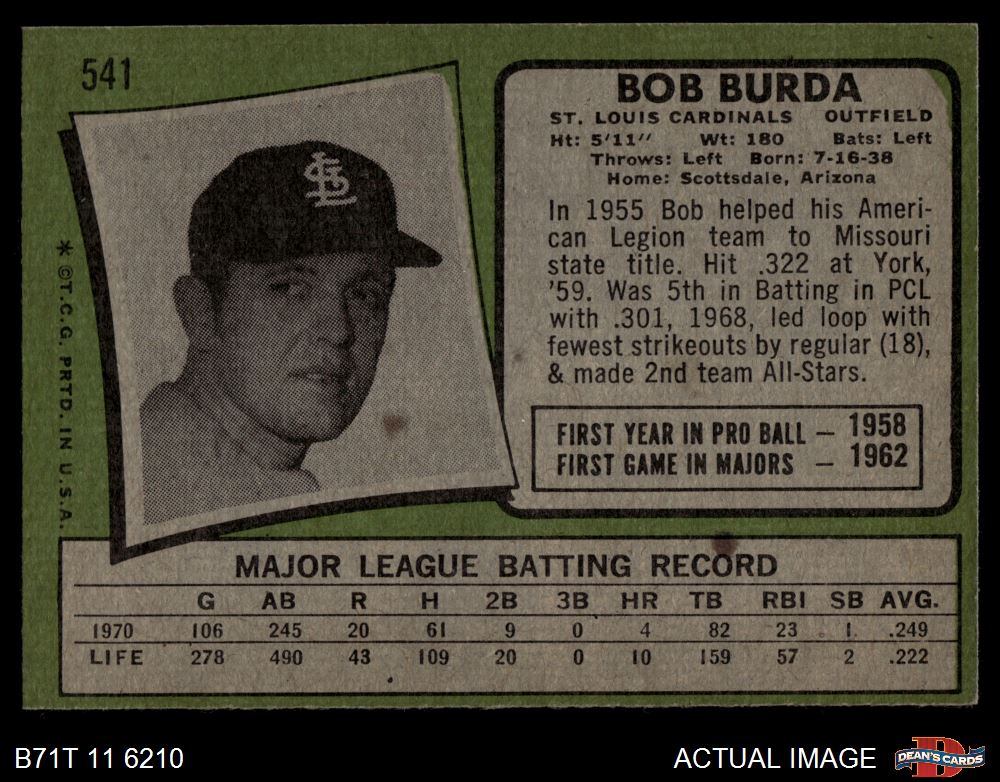 541
BOB BURDA
ST. LOUIS CARDINALS OUTFIELD
Ht: 5'11" Wt: 180 Bats: Left
Throws: Left Born: 7-16-38
Home: Scottsdale, Arizona
In 1955 Bob helped his Ameri-
can Legion team to Missouri
state title. Hit .322 at York,
'59. Was 5th in Batting in PCL
with .301, 1968, led loop with
fewest strikeouts by regular (18),
& made 2nd team All-Stars.
FIRST YEAR IN PRO BALL — 1958
FIRST GAME IN MAJORS — 1962
* ©T.C.G. PRTD. IN U.S.A.
STL
MAJOR LEAGUE BATTING RECORD
G AB R H 2B 3B HR TB RBI SB AVG.
1970 106 245 20 61 9 0 4 82 23 1 .249
LIFE 278 490 43 109 20 0 10 159 57 2 .222
B71T 11 6210
ACTUAL IMAGE
D
DEAN'S CARDS